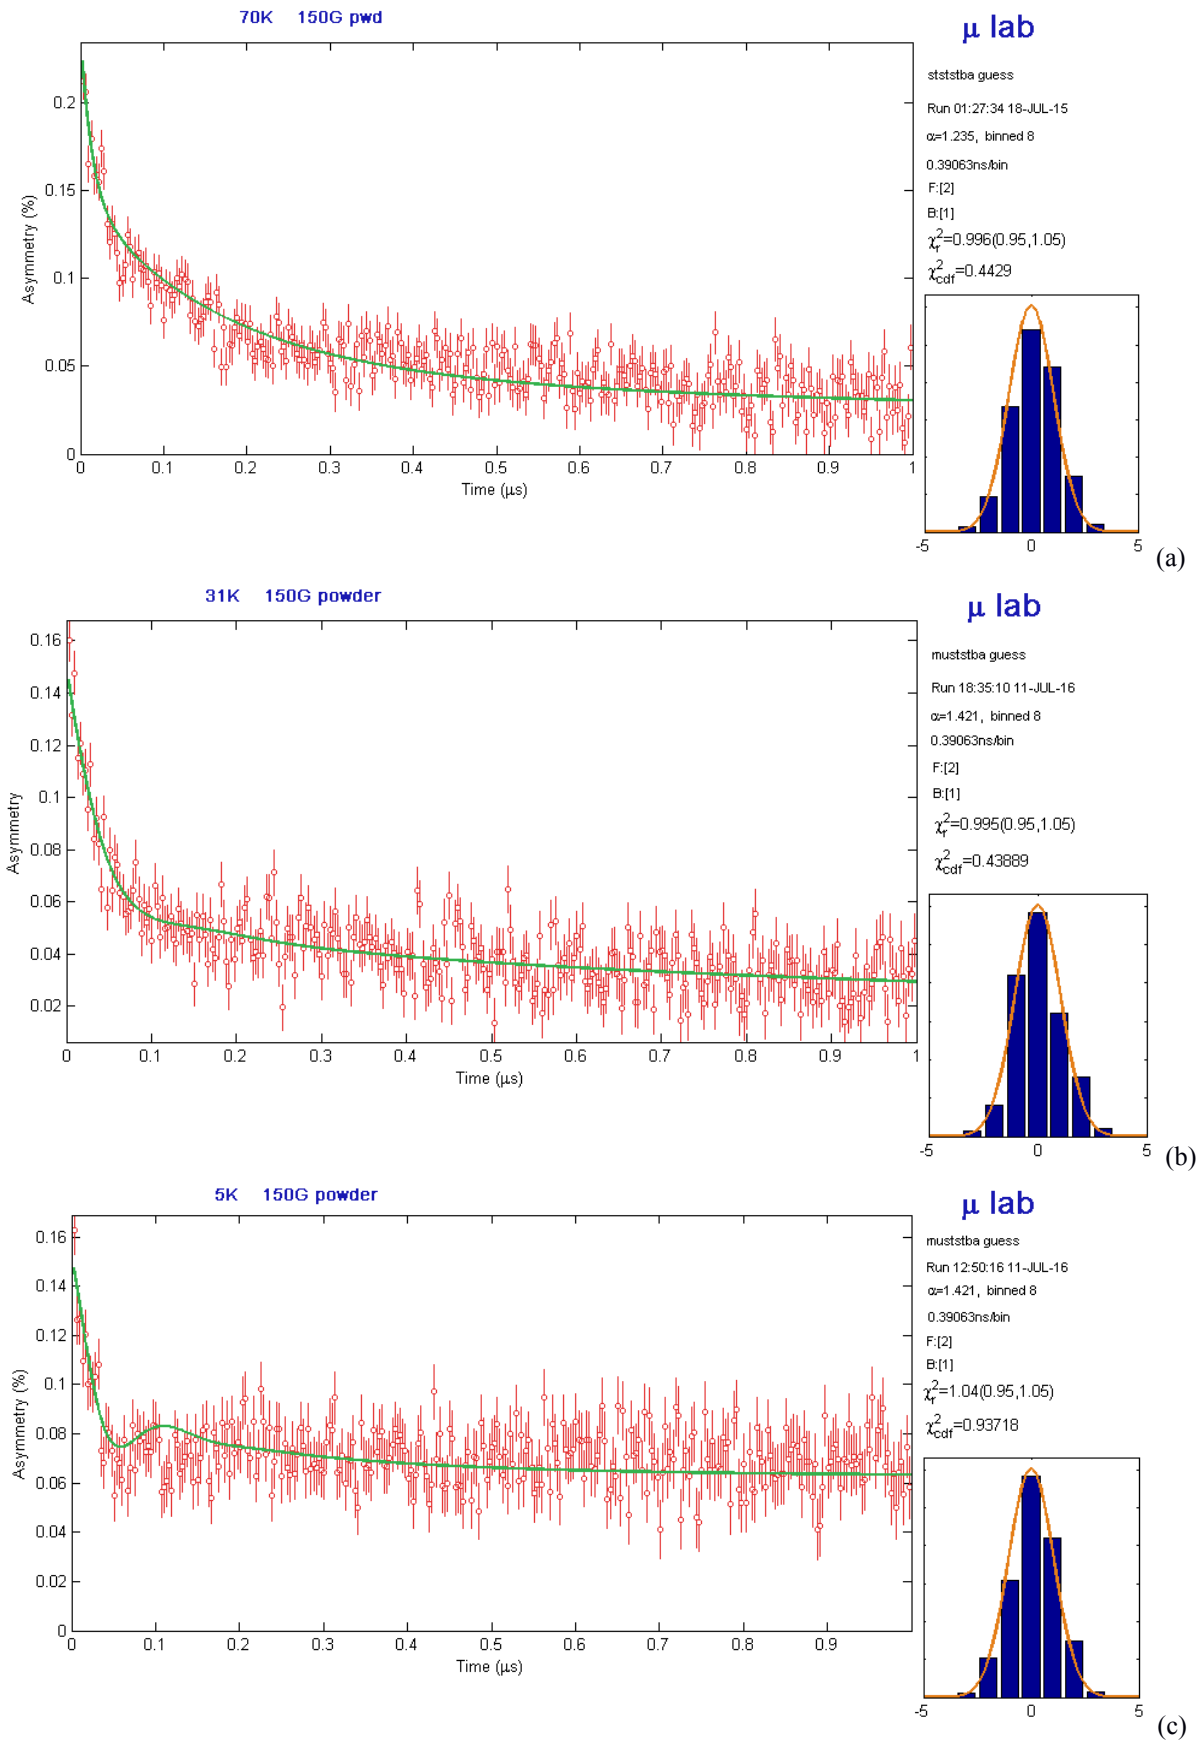 70K 150G pwd
μ lab
stststba guess
Run 01:27:34 18-JUL-15
α=1.235, binned 8
0.39063ns/bin
F:[2]
B:[1]
χ²r=0.996(0.95,1.05)
χ²cdf=0.4429
Asymmetry (%)
0.2
0.15
0.1
0.05
0
0 0.1 0.2 0.3 0.4 0.5 0.6 0.7 0.8 0.9 1
Time (μs)
-5 0 5
(a)
31K 150G powder
μ lab
muststba guess
Run 18:35:10 11-JUL-16
α=1.421, binned 8
0.39063ns/bin
F:[2]
B:[1]
χ²r=0.995(0.95,1.05)
χ²cdf=0.43889
Asymmetry
0.16
0.14
0.12
0.1
0.08
0.06
0.04
0.02
0 0.1 0.2 0.3 0.4 0.5 0.6 0.7 0.8 0.9 1
Time (μs)
-5 0 5
(b)
5K 150G powder
μ lab
muststba guess
Run 12:50:16 11-JUL-16
α=1.421, binned 8
0.39063ns/bin
F:[2]
B:[1]
χ²r=1.04(0.95,1.05)
χ²cdf=0.93718
Asymmetry (%)
0.16
0.14
0.12
0.1
0.08
0.06
0.04
0.02
0
0 0.1 0.2 0.3 0.4 0.5 0.6 0.7 0.8 0.9
Time (μs)
-5 0 5
(c)